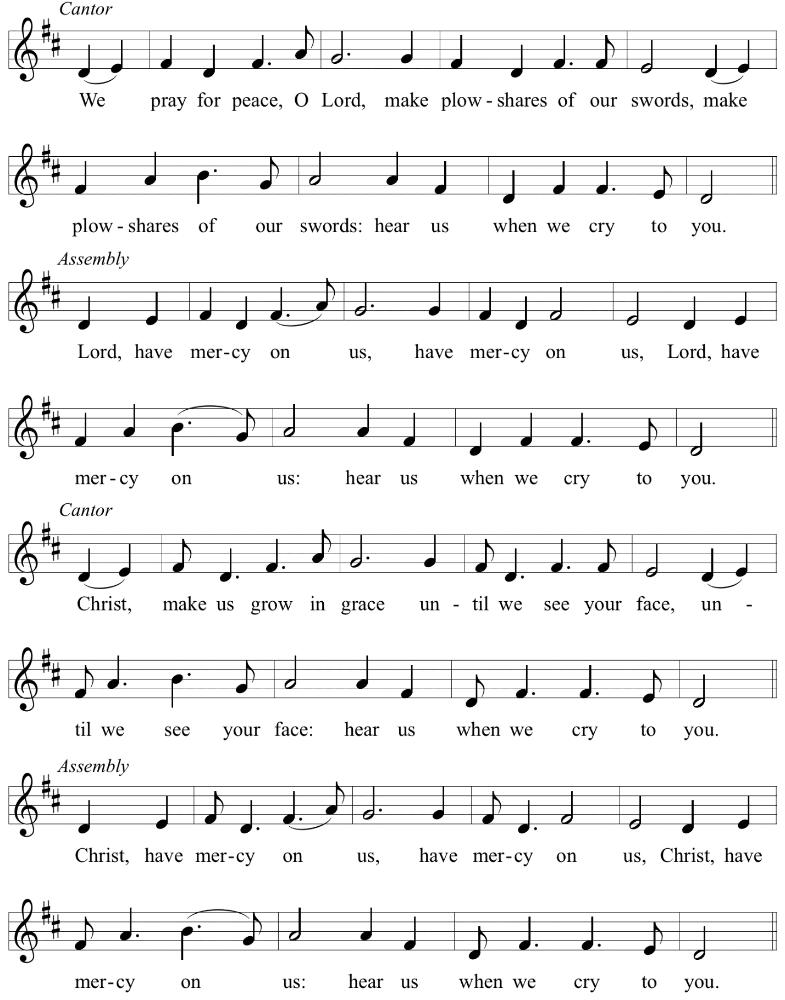 Cantor
We pray for peace, O Lord, make plow - shares of our swords, make
plow - shares of our swords: hear us when we cry to you.
Assembly
Lord, have mer - cy on us, have mer - cy on us, Lord, have
mer - cy on us: hear us when we cry to you.
Cantor
Christ, make us grow in grace un - til we see your face, un -
til we see your face: hear us when we cry to you.
Assembly
Christ, have mer - cy on us, have mer - cy on us, Christ, have
mer - cy on us: hear us when we cry to you.